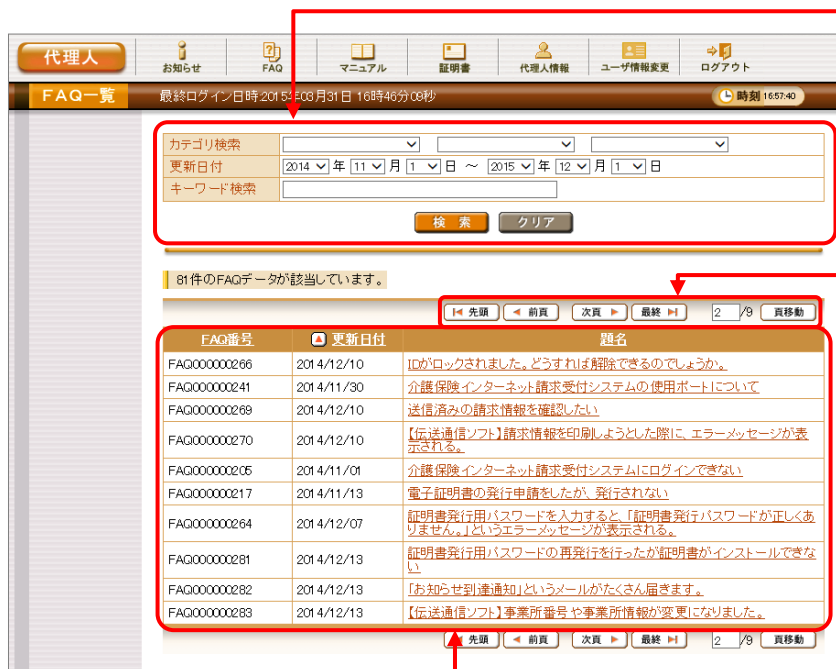 代理人
お知らせ FAQ マニュアル 証明書 代理人情報 ユーザ情報変更 ログアウト
FAQ一覧 最終ログイン日時:2015年03月31日 16時46分09秒 時刻 16:57:40
カテゴリ検索
更新日付 2014 年 11 月 1 日 ～ 2015 年 12 月 1 日
キーワード検索
検 索 クリア
81件のFAQデータが該当しています。
先頭 前頁 次頁 最終 2 /9 頁移動
FAQ番号 更新日付 題名
FAQ000000266 2014/12/10 IDがロックされました。どうすれば解除できるのでしょうか。
FAQ000000241 2014/11/30 介護保険インターネット請求受付システムの使用ポートについて
FAQ000000269 2014/12/10 送信済みの請求情報を確認したい
FAQ000000270 2014/12/10 【伝送通信ソフト】請求情報を印刷しようとした際に、エラーメッセージが表
示される。
FAQ000000205 2014/11/01 介護保険インターネット請求受付システムにログインできない
FAQ000000217 2014/11/13 電子証明書の発行申請をしたが、発行されない
FAQ000000264 2014/12/07 証明書発行用パスワードを入力すると、「証明書発行パスワードが正しくあ
りません。」というエラーメッセージが表示される。
FAQ000000281 2014/12/13 証明書発行用パスワードの再発行を行ったが証明書がインストールできな
い
FAQ000000282 2014/12/13 「お知らせ到達通知」というメールがたくさん届きます。
FAQ000000283 2014/12/13 【伝送通信ソフト】事業所番号や事業所情報が変更になりました。
先頭 前頁 次頁 最終 2 /9 頁移動